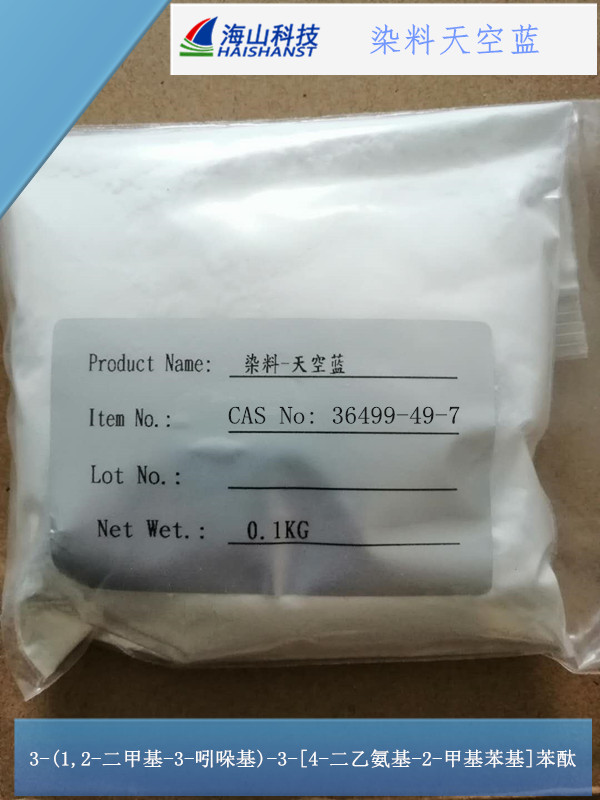 海山科技
HAISHANST
染料天空蓝
Product Name: 染料-天空蓝
Item No.: CAS No: 36499-49-7
Lot No.:
Net Wet.: 0.1KG
3-(1,2-二甲基-3-吲哚基)-3-[4-二乙氨基-2-甲基苯基]苯酞